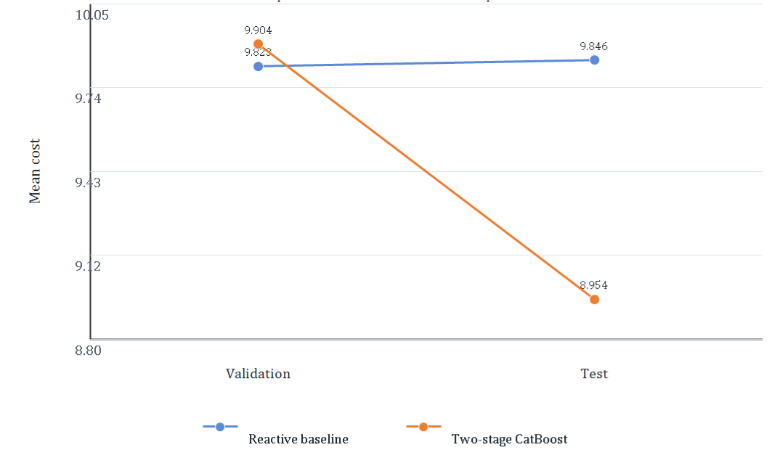 10.05
9.904
9.823
9.846
9.74
Mean cost
9.43
9.12
8.954
8.80
Validation
Test
Reactive baseline
Two-stage CatBoost